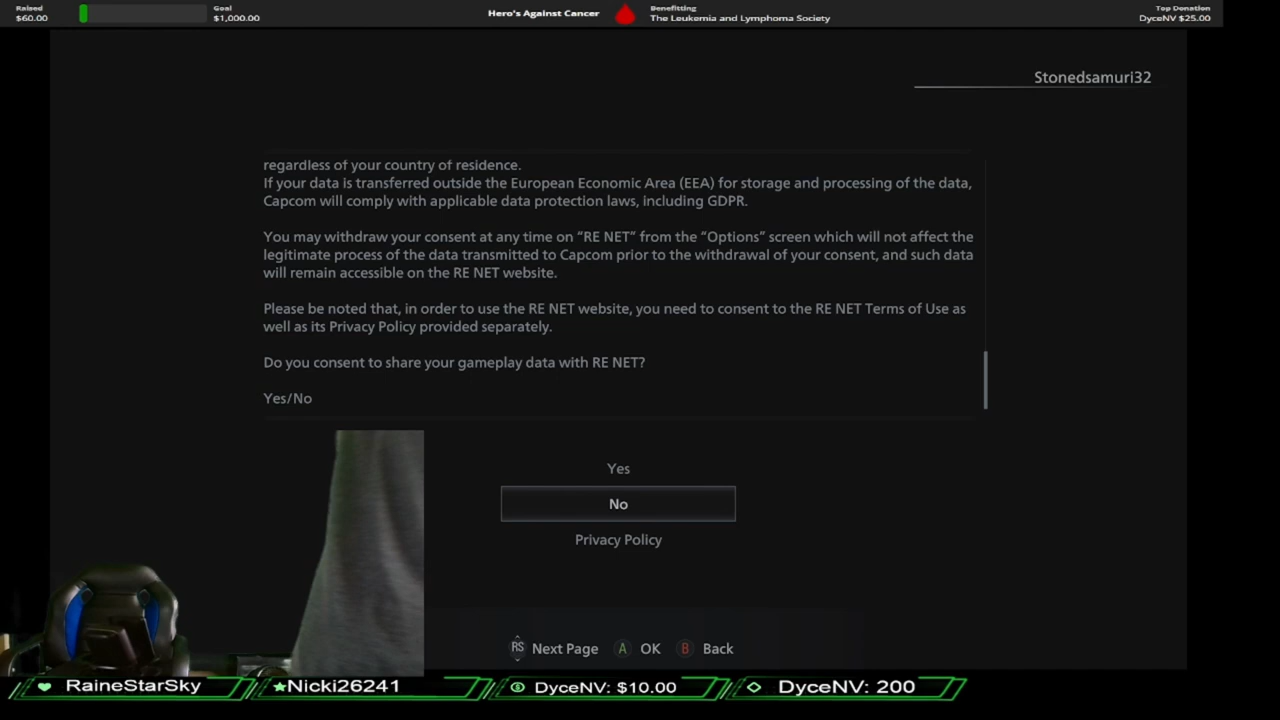 Raised
$60.00
Goal
$1,000.00
Hero's Against Cancer
Benefitting
The Leukemia and Lymphoma Society
Top Donation
DyceNV $25.00
Stonedsamuri32
regardless of your country of residence.
If your data is transferred outside the European Economic Area (EEA) for storage and processing of the data,
Capcom will comply with applicable data protection laws, including GDPR.
You may withdraw your consent at any time on “RE NET” from the “Options” screen which will not affect the
legitimate process of the data transmitted to Capcom prior to the withdrawal of your consent, and such data
will remain accessible on the RE NET website.
Please be noted that, in order to use the RE NET website, you need to consent to the RE NET Terms of Use as
well as its Privacy Policy provided separately.
Do you consent to share your gameplay data with RE NET?
Yes/No
Yes
No
Privacy Policy
RS Next Page A OK B Back
RaineStarSky
Nicki26241
DyceNV: $10.00
DyceNV: 200